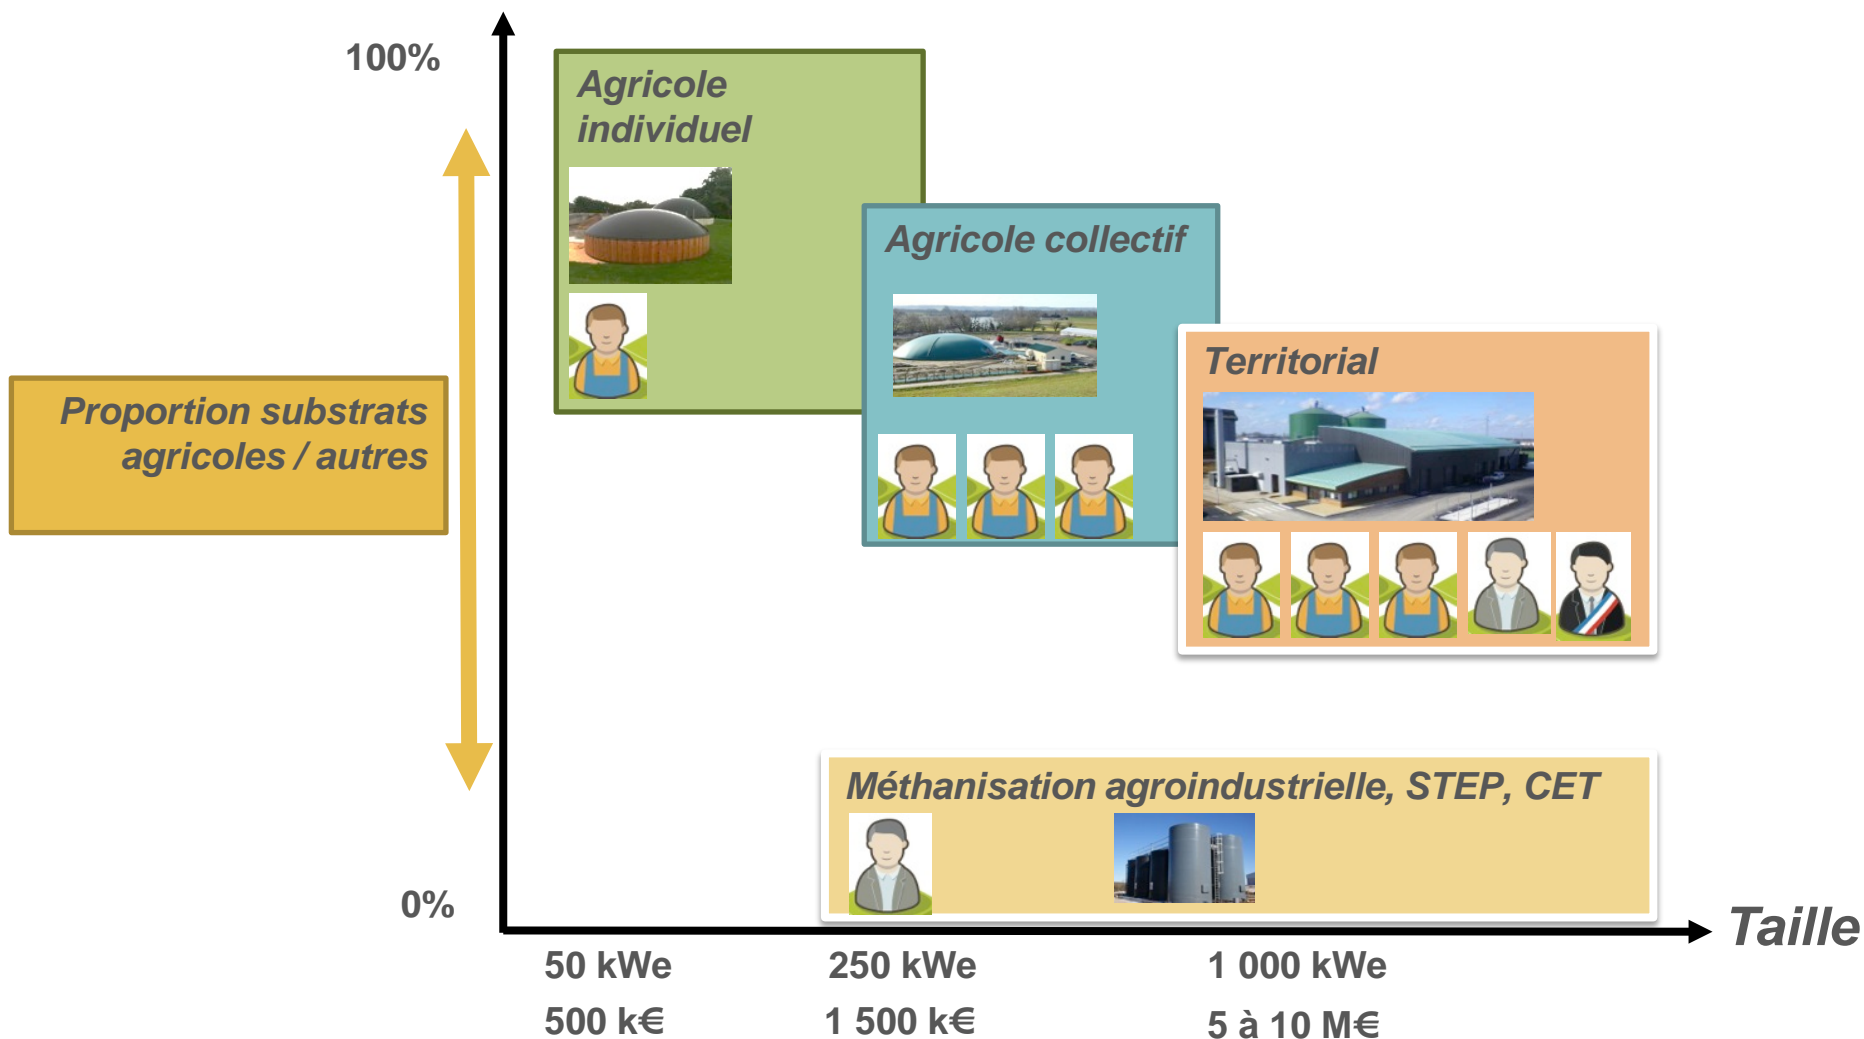 100%
Agricole
individuel
Agricole collectif
Territorial
Proportion substrats
agricoles / autres
Méthanisation agroindustrielle, STEP, CET
0%
Taille
50 kWe
250 kWe
1 000 kWe
500 k€
1 500 k€
5 à 10 M€